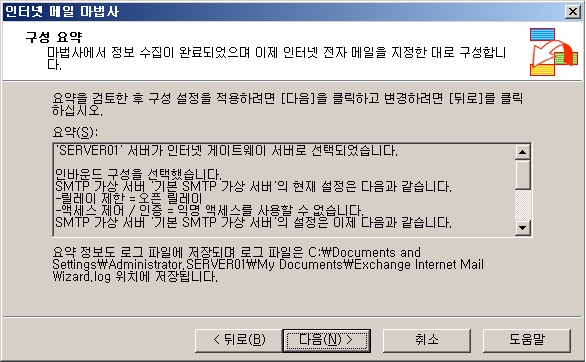 인터넷 메일 마법사
구성 요약
마법사에서 정보 수집이 완료되었으며 이제 인터넷 전자 메일을 지정한 대로 구성합니
다.
요약을 검토한 후 구성 설정을 적용하려면 [다음]을 클릭하고 변경하려면 [뒤로]를 클릭
하십시오.
요약(S):
'SERVER01' 서버가 인터넷 게이트웨이 서버로 선택되었습니다.
인바운드 구성을 선택했습니다.
SMTP 가상 서버 '기본 SMTP 가상 서버'의 현재 설정은 다음과 같습니다.
-릴레이 제한 = 오픈 릴레이
-액세스 제어 / 인증 = 익명 액세스를 사용할 수 없습니다.
SMTP 가상 서버 '기본 SMTP 가상 서버'의 설정은 이제 다음과 같습니다.
요약 정보도 로그 파일에 저장되며 로그 파일은 C:₩Documents and
Settings₩Administrator.SERVER01₩My Documents₩Exchange Internet Mail
Wizard.log 위치에 저장됩니다.
< 뒤로(B)
다음(N) >
취소
도움말